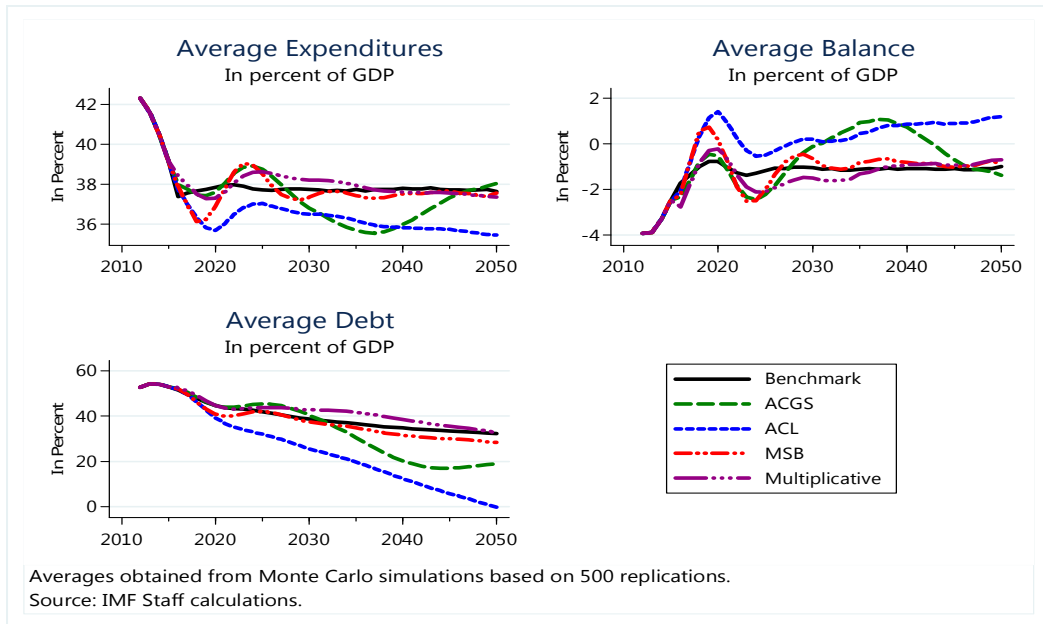 Average Expenditures
In percent of GDP
In Percent
42
40
38
36
2010 2020 2030 2040 2050
Average Balance
In percent of GDP
In Percent
2
0
-2
-4
2010 2020 2030 2040 2050
Average Debt
In percent of GDP
In Percent
60
40
20
0
2010 2020 2030 2040 2050
Benchmark
ACGS
ACL
MSB
Multiplicative
Averages obtained from Monte Carlo simulations based on 500 replications.
Source: IMF Staff calculations.